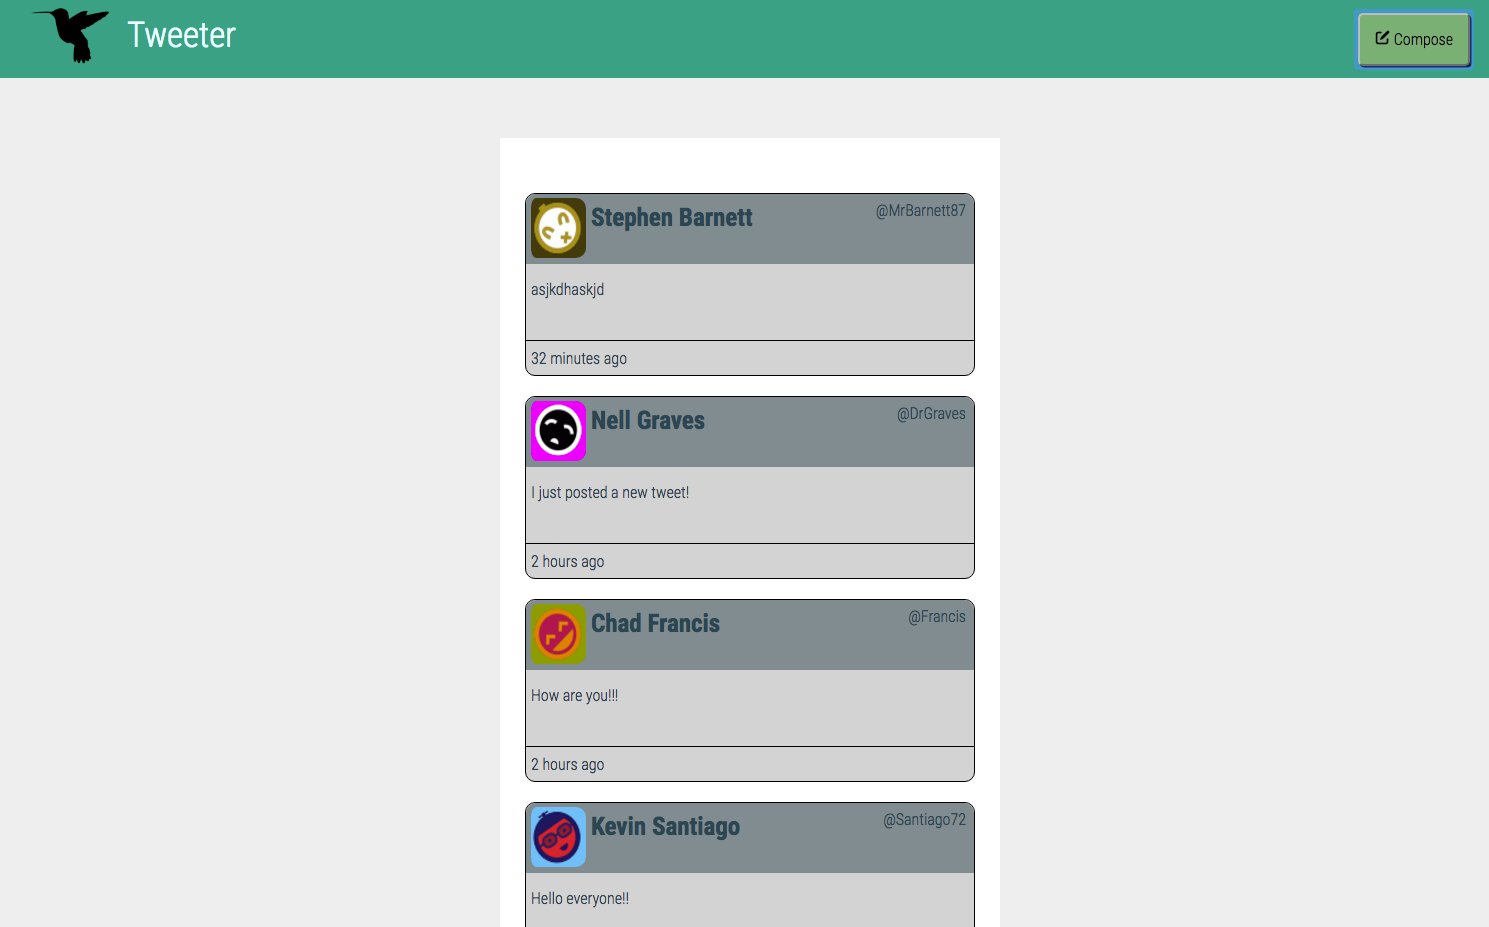 Tweeter
Compose
Stephen Barnett
@MrBarnett87
asjkdhaskjd
32 minutes ago
Nell Graves
@DrGraves
I just posted a new tweet!
2 hours ago
Chad Francis
@Francis
How are you!!!
2 hours ago
Kevin Santiago
@Santiago72
Hello everyone!!